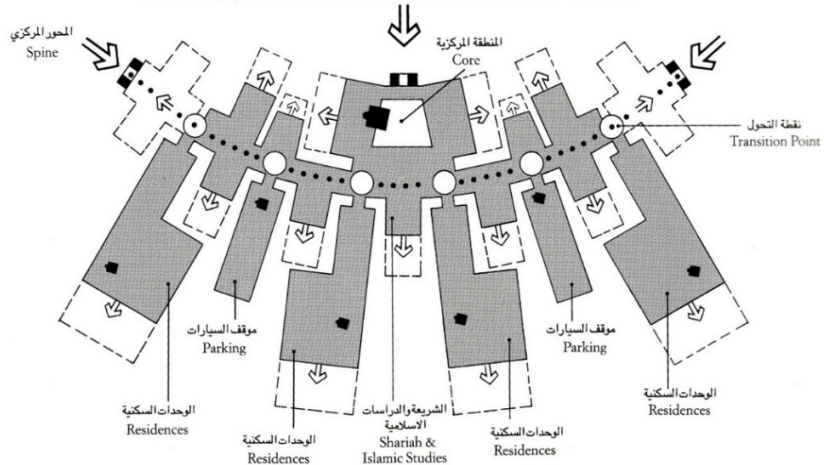 المحور المركزي
Spine
المنطقة المركزية
Core
نقطة التحول
Transition Point
موقف السيارات
Parking
موقف السيارات
Parking
الوحدات السكنية
Residences
الوحدات السكنية
Residences
الشريعة والدراسات
الاسلامية
Shariah &
Islamic Studies
الوحدات السكنية
Residences
الوحدات السكنية
Residences